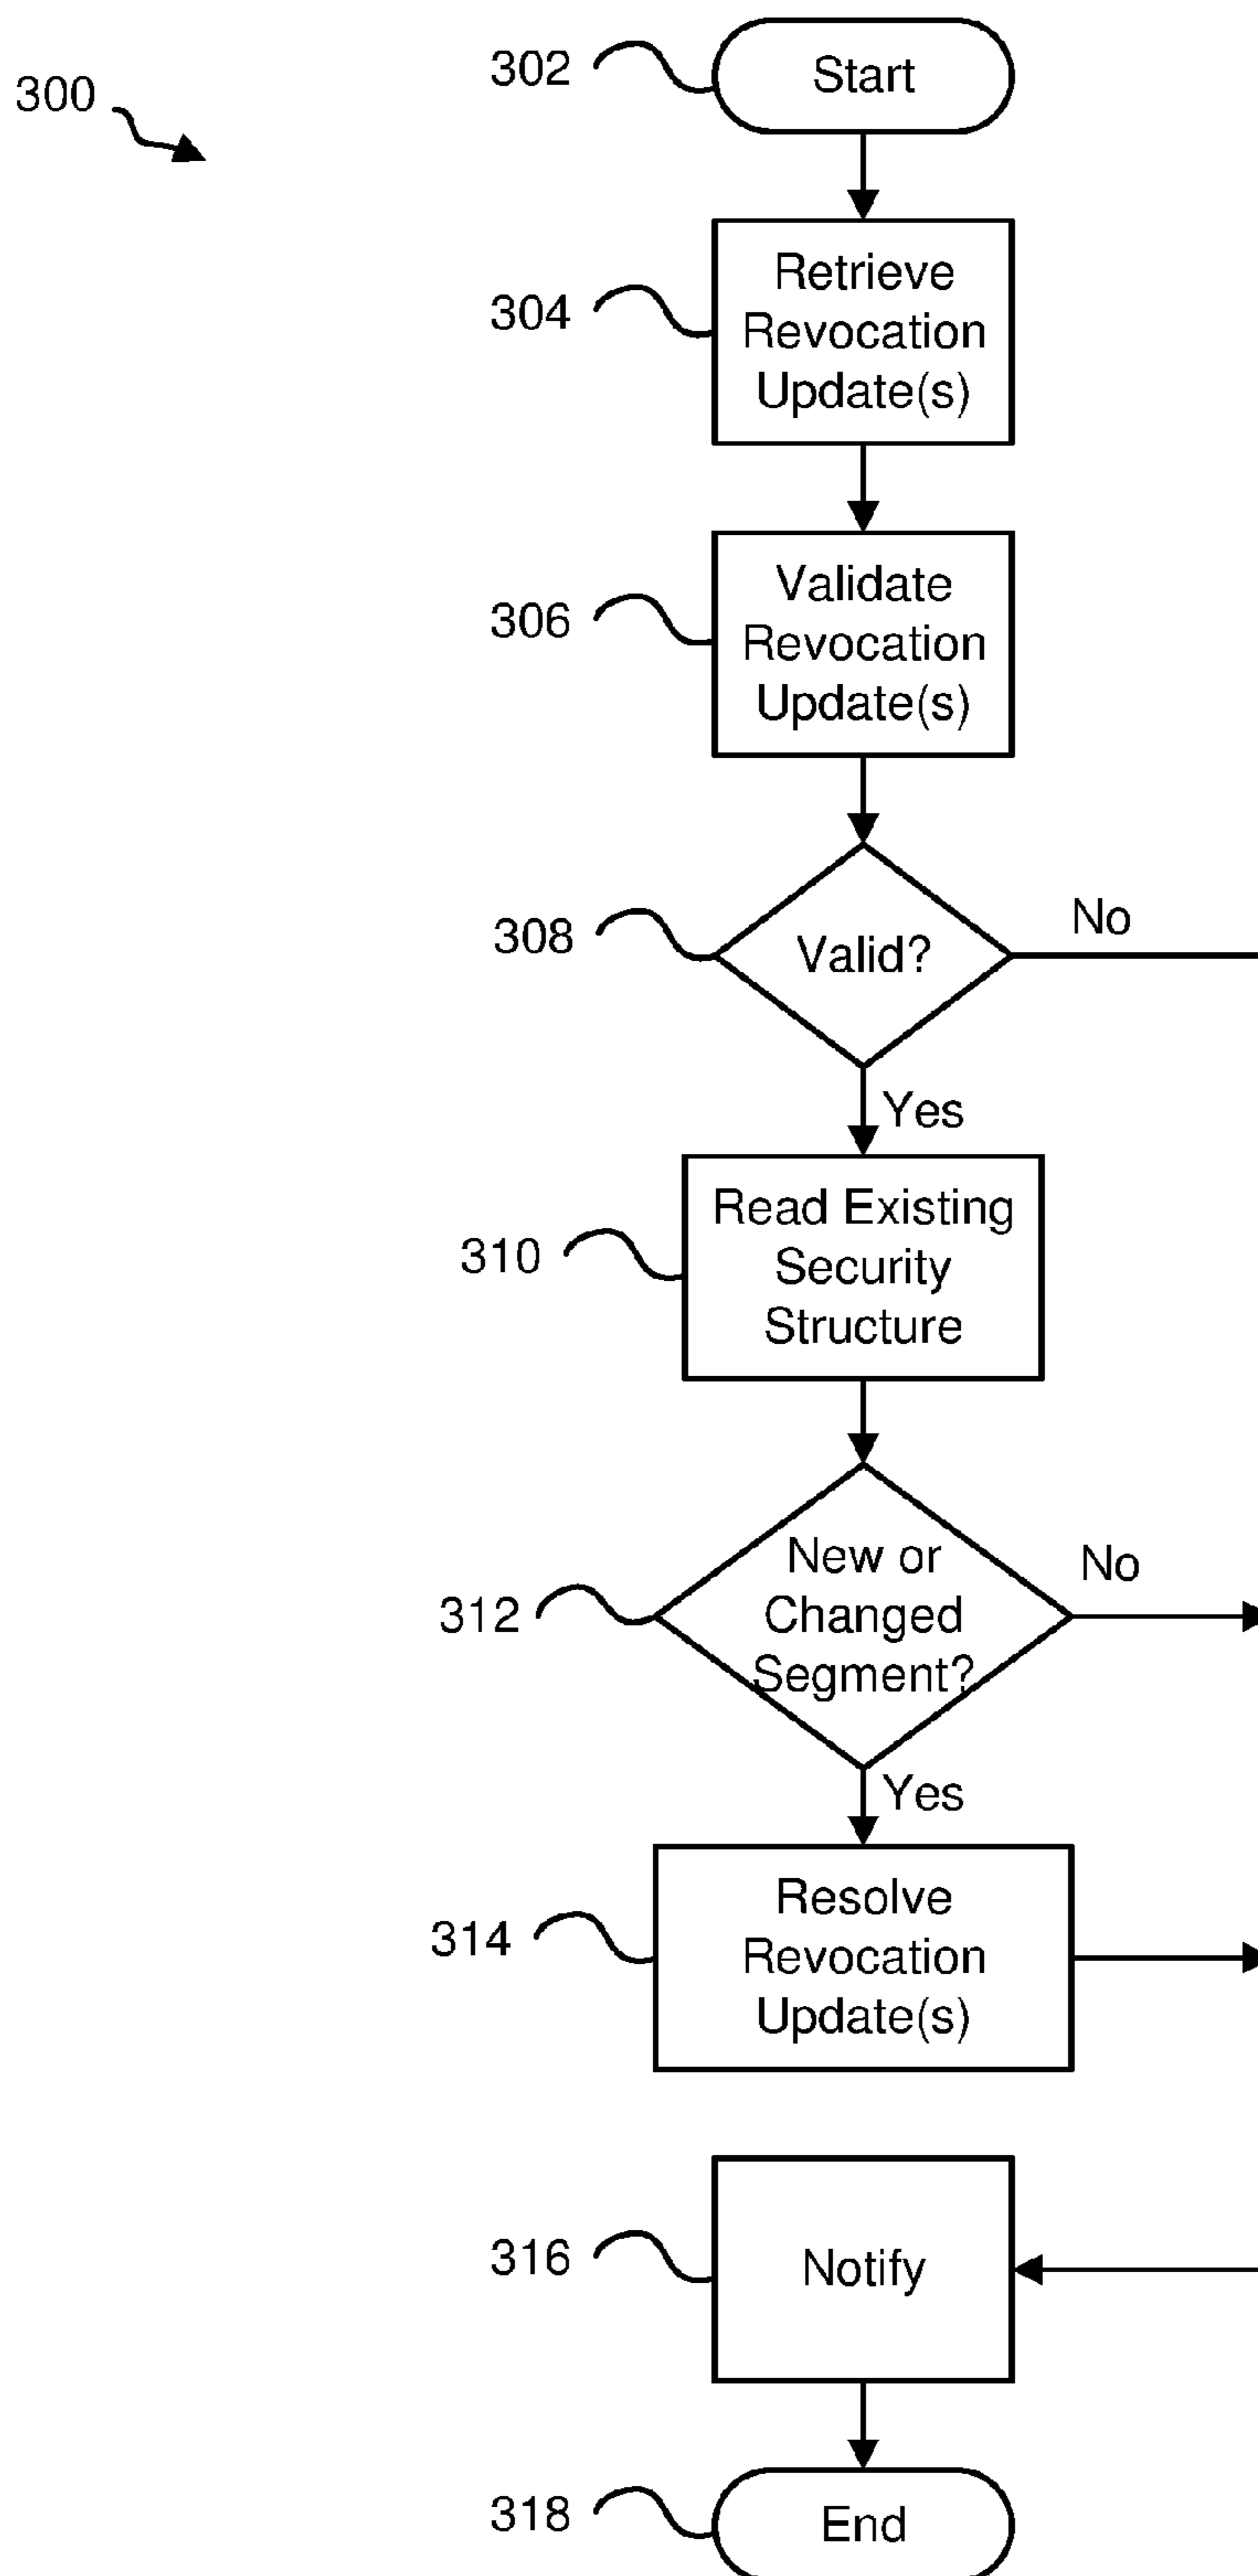 300
302
Start
304
Retrieve
Revocation
Update(s)
306
Validate
Revocation
Update(s)
308
Valid?
No
Yes
310
Read Existing
Security
Structure
312
New or
Changed
Segment?
No
Yes
314
Resolve
Revocation
Update(s)
316
Notify
318
End